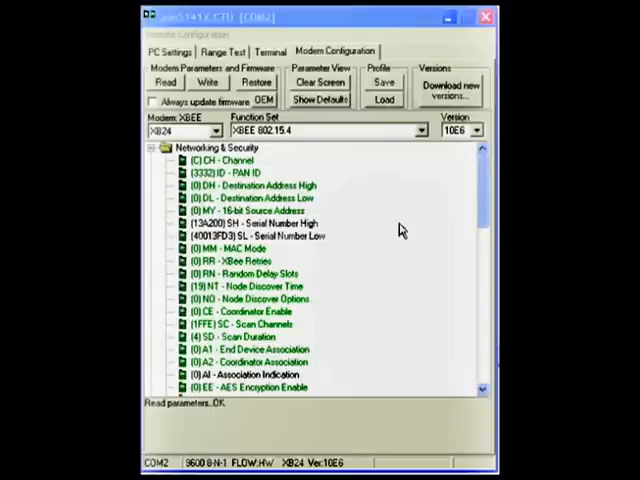 [COM2]
PC Settings Range Test Terminal Modem Configuration
Modem Parameters and Firmware Parameter View Profile Versions
Read Write Restore Clear Screen Save Download new versions...
Always update firmware OEM Show Defaults Load
Modem: XBEE Function Set Version
XB24 XBEE 802.15.4 10E6
Networking & Security
(C) CH - Channel
(3332) ID - PAN ID
(0) DH - Destination Address High
(0) DL - Destination Address Low
(0) MY - 16-bit Source Address
(13A200) SH - Serial Number High
(40013FD3) SL - Serial Number Low
(0) MM - MAC Mode
(0) RR - XBee Retries
(0) RN - Random Delay Slots
(19) NT - Node Discover Time
(0) NO - Node Discover Options
(0) CE - Coordinator Enable
(1FFE) SC - Scan Channels
(4) SD - Scan Duration
(0) A1 - End Device Association
(0) A2 - Coordinator Association
(0) AI - Association Indication
(0) EE - AES Encryption Enable
Read parameters..OK
COM2 9600 8-N-1 FLOW:HW XB24 Ver:10E6